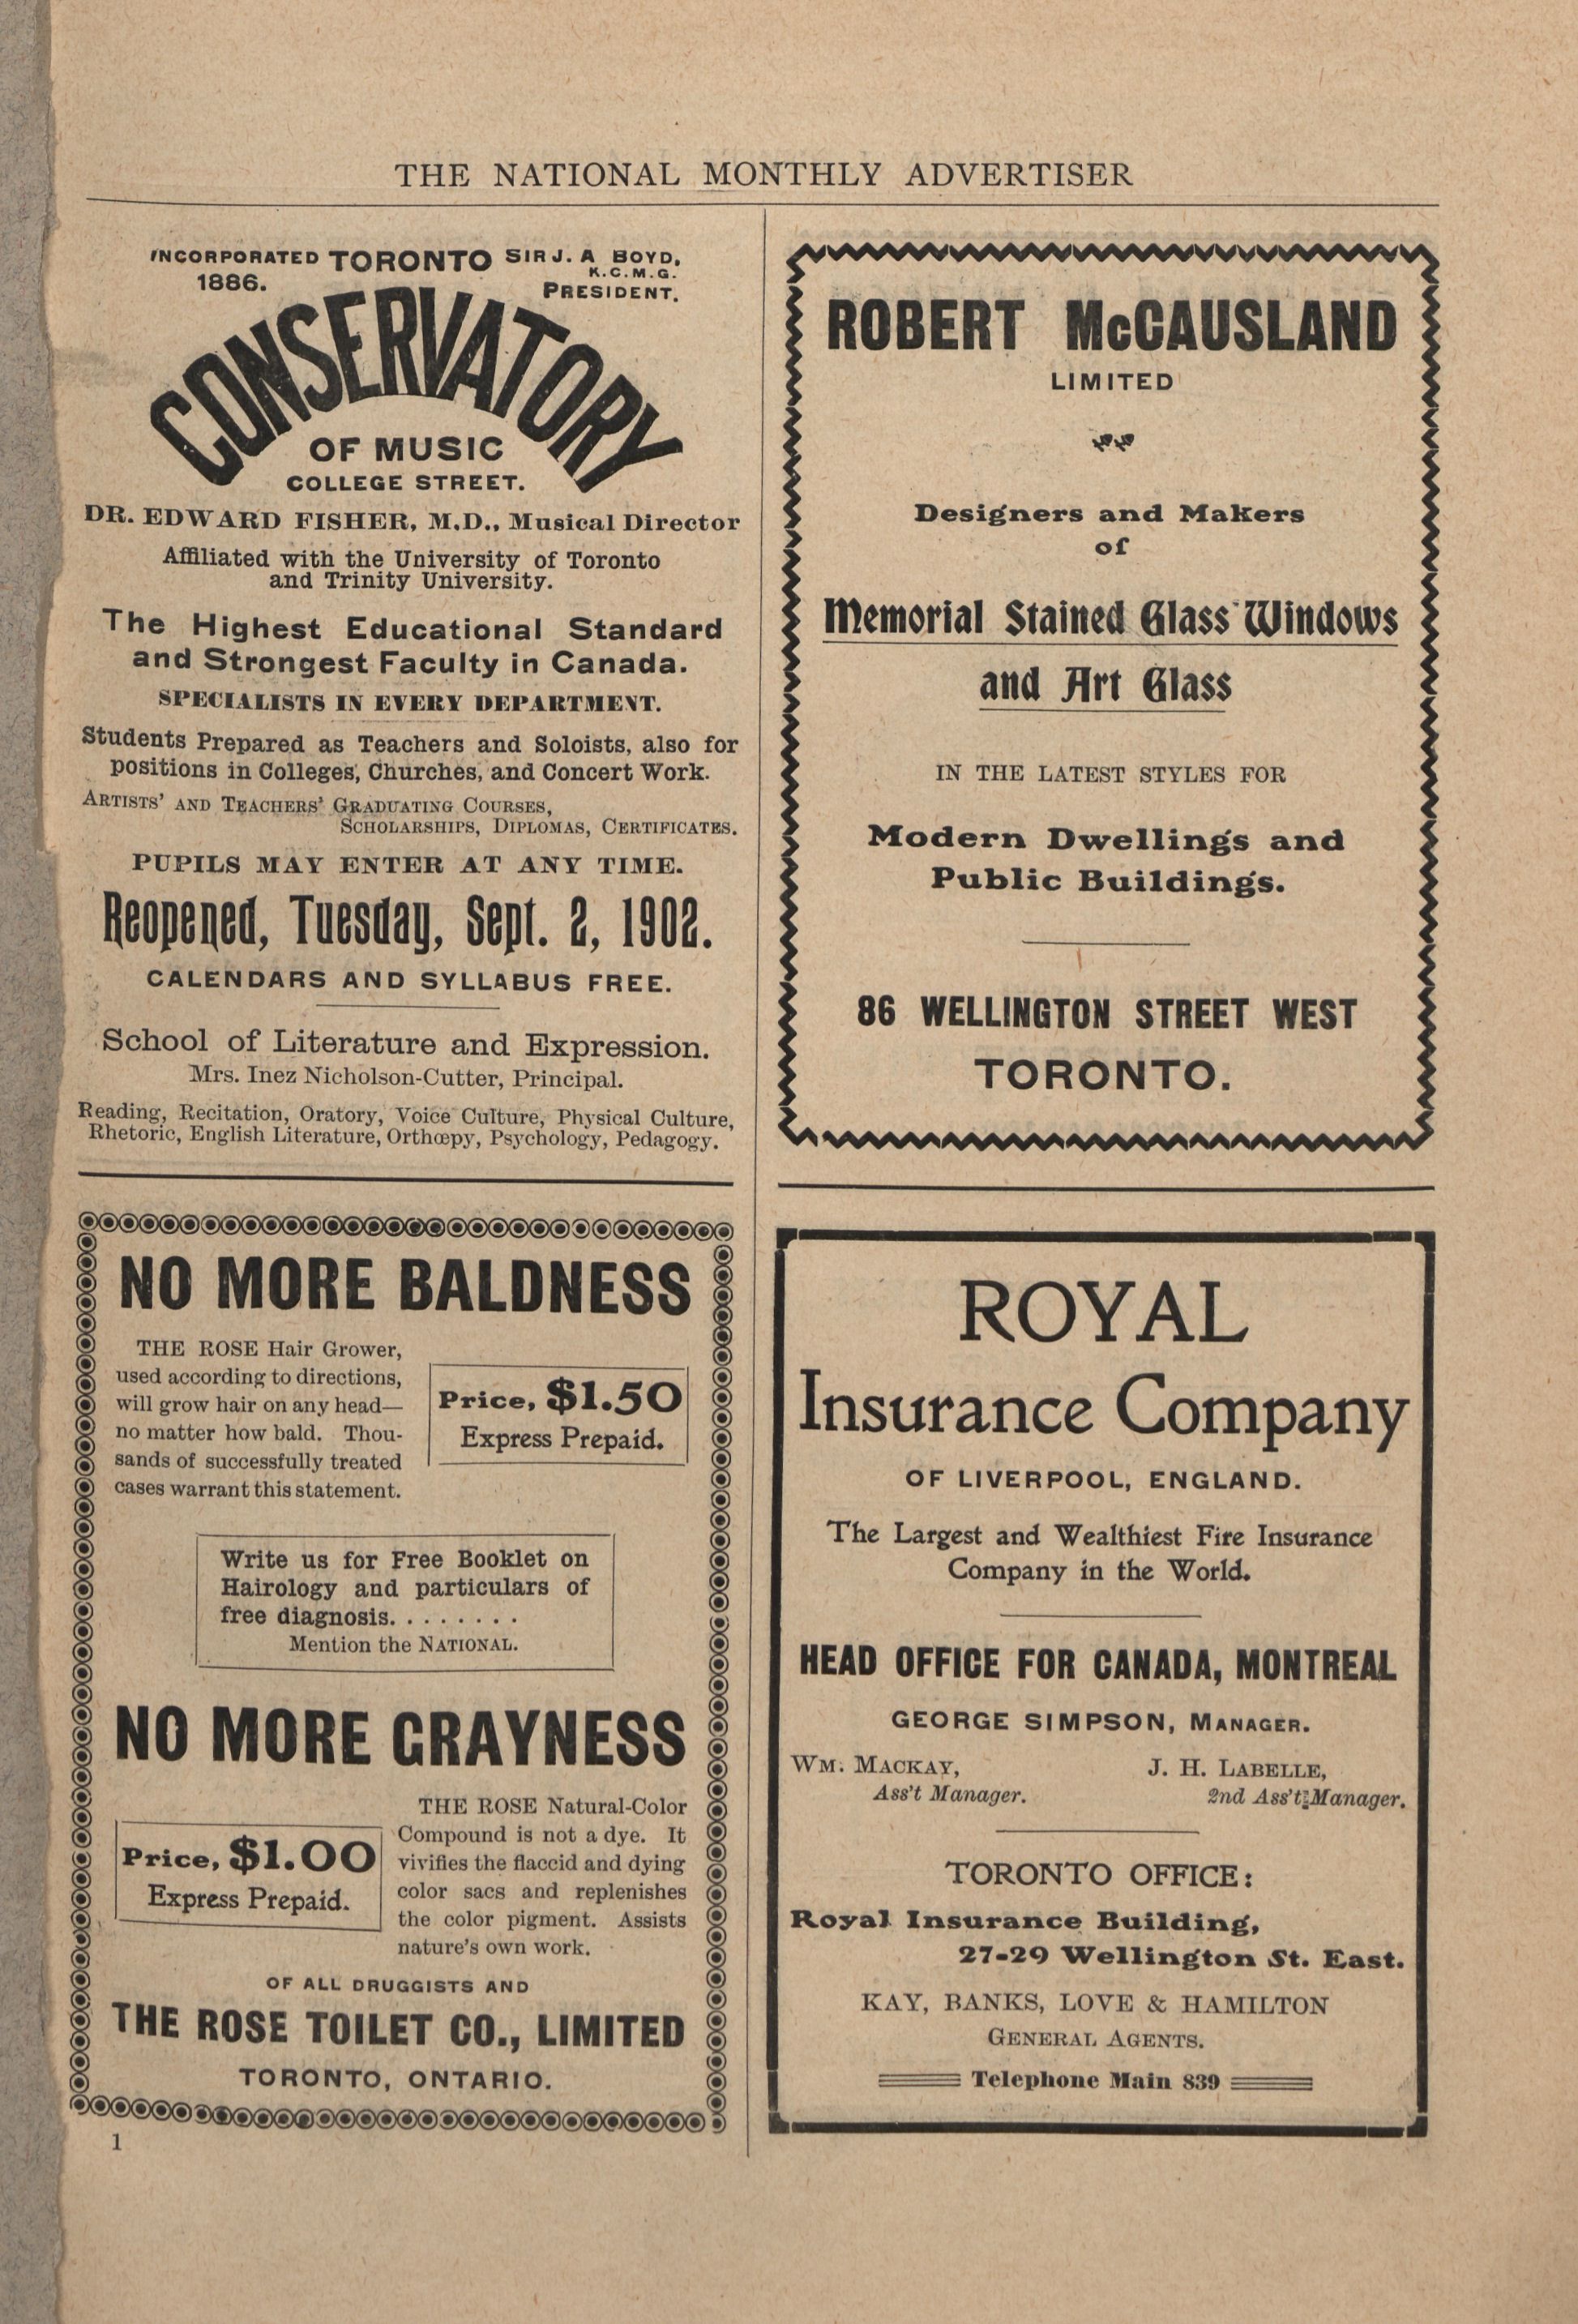 THE NATIONAL MONTHLY ADVERTISER
INCORPORATED TORONTO SIR J. A BOYD,
K.C.M.G.
1886. PRESIDENT.
CONSERVATORY
OF MUSIC
COLLEGE STREET.
DR. EDWARD FISHER, M.D., Musical Director
Affiliated with the University of Toronto
and Trinity University.
The Highest Educational Standard
and Strongest Faculty in Canada.
SPECIALISTS IN EVERY DEPARTMENT.
Students Prepared as Teachers and Soloists, also for
positions in Colleges, Churches, and Concert Work.
ARTISTS' AND TEACHERS' GRADUATING COURSES,
SCHOLARSHIPS, DIPLOMAS, CERTIFICATES.
PUPILS MAY ENTER AT ANY TIME.
Reopened, Tuesday, Sept. 2, 1902.
CALENDARS AND SYLLABUS FREE.
School of Literature and Expression.
Mrs. Inez Nicholson-Cutter, Principal.
Reading, Recitation, Oratory, Voice Culture, Physical Culture,
Rhetoric, English Literature, Orthœpy, Psychology, Pedagogy.
NO MORE BALDNESS
THE ROSE Hair Grower,
used according to directions,
will grow hair on any head—
no matter how bald. Thou-
sands of successfully treated
cases warrant this statement.
Price, $1.50
Express Prepaid.
Write us for Free Booklet on
Hairology and particulars of
free diagnosis. . . . . . . .
Mention the NATIONAL.
NO MORE GRAYNESS
Price, $1.00
Express Prepaid.
THE ROSE Natural-Color
Compound is not a dye. It
vivifies the flaccid and dying
color sacs and replenishes
the color pigment. Assists
nature's own work.
OF ALL DRUGGISTS AND
THE ROSE TOILET CO., LIMITED
TORONTO, ONTARIO.
1
ROBERT McCAUSLAND
LIMITED
Designers and Makers
of
Memorial Stained Glass Windows
and Art Glass
IN THE LATEST STYLES FOR
Modern Dwellings and
Public Buildings.
86 WELLINGTON STREET WEST
TORONTO.
ROYAL
Insurance Company
OF LIVERPOOL, ENGLAND.
The Largest and Wealthiest Fire Insurance
Company in the World.
HEAD OFFICE FOR CANADA, MONTREAL
GEORGE SIMPSON, MANAGER.
WM. MACKAY, J. H. LABELLE,
Ass't Manager. 2nd Ass't Manager.
TORONTO OFFICE:
Royal Insurance Building,
27-29 Wellington St. East.
KAY, BANKS, LOVE & HAMILTON
GENERAL AGENTS.
Telephone Main 839